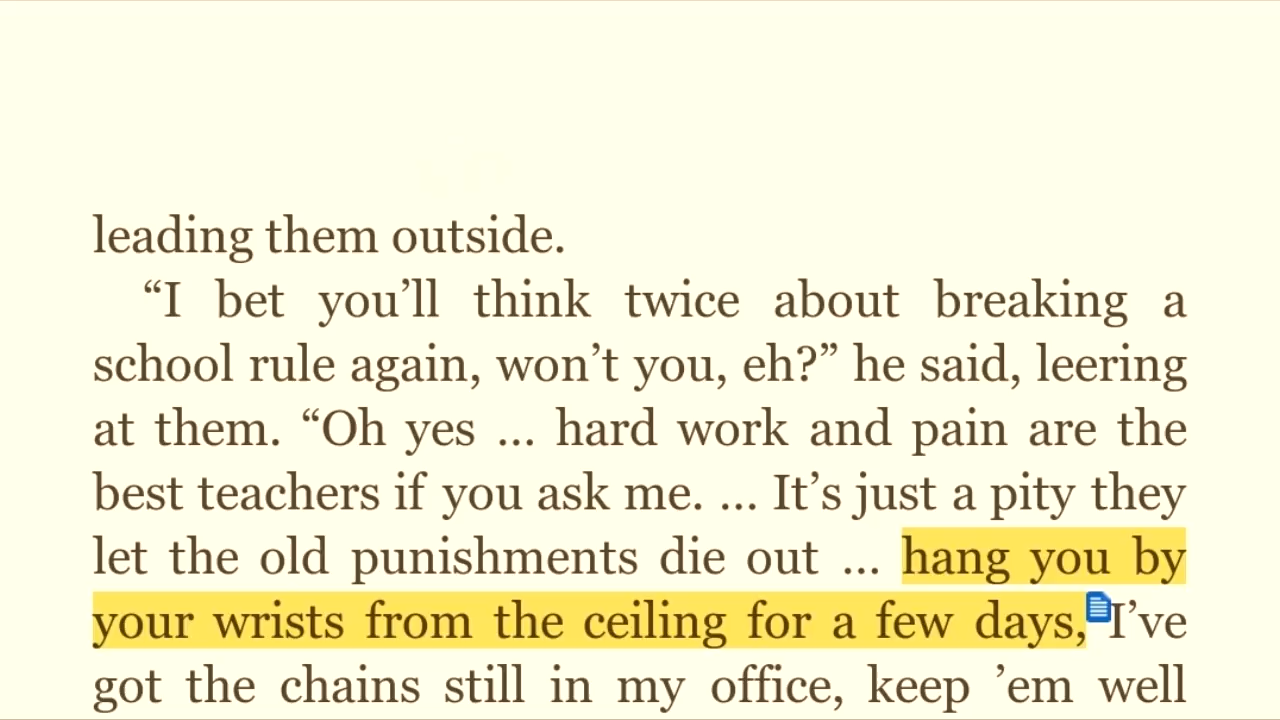 leading them outside.
“I bet you’ll think twice about breaking a
school rule again, won’t you, eh?” he said, leering
at them. “Oh yes ... hard work and pain are the
best teachers if you ask me. ... It’s just a pity they
let the old punishments die out ... hang you by
your wrists from the ceiling for a few days, I’ve
got the chains still in my office, keep ’em well